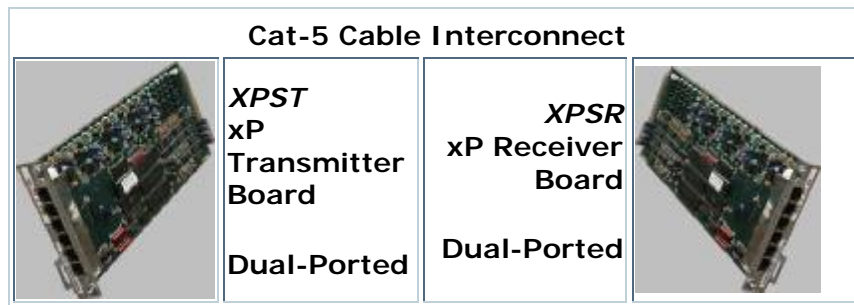 Cat-5 Cable Interconnect
XPST
xP
Transmitter
Board
Dual-Ported
XPSR
xP Receiver
Board
Dual-Ported